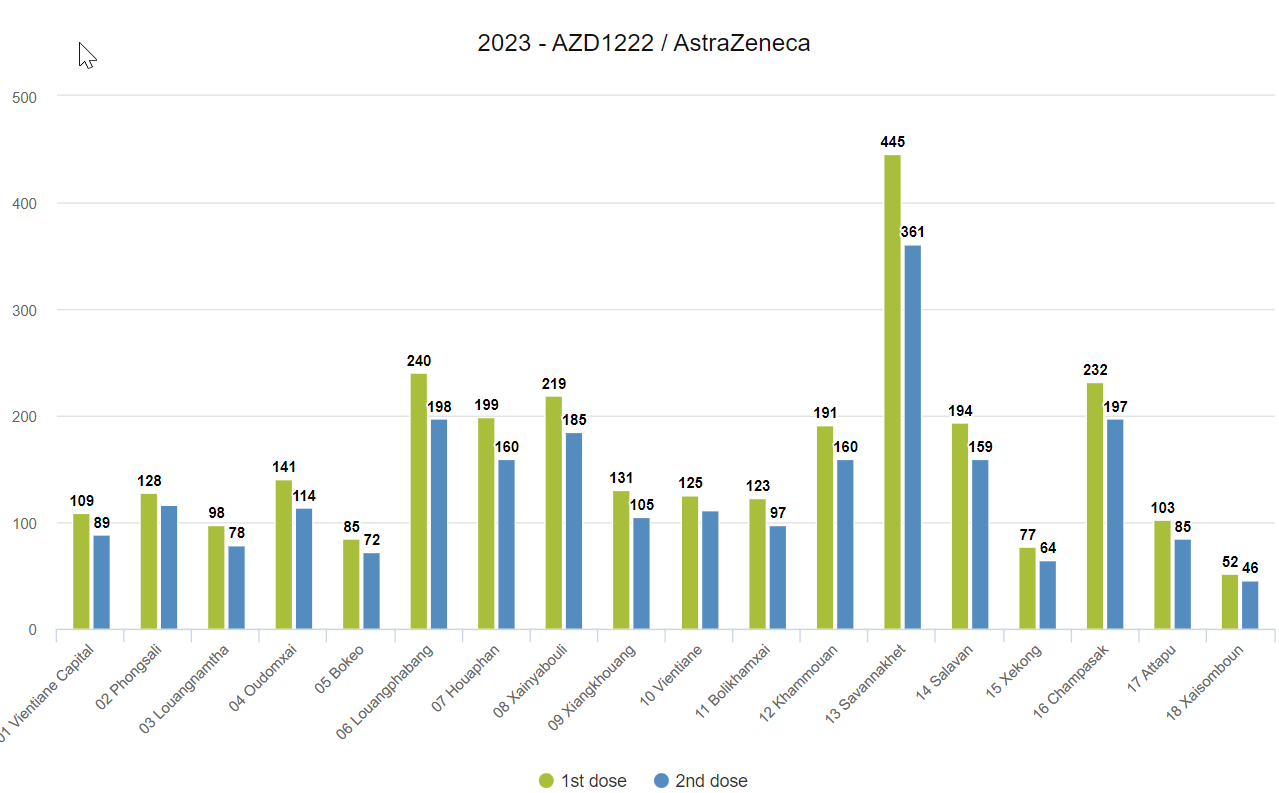 2023 - AZD1222 / AstraZeneca
500
400
300
200
100
0
109
89
128
98
78
141
114
85
72
240
198
199
160
219
185
131
105
125
123
97
191
160
445
361
194
159
77
64
232
197
103
85
52
46
01 Vientiane Capital
02 Phongsali
03 Louangnamtha
04 Oudomxai
05 Bokeo
06 Louangphabang
07 Houaphan
08 Xainyabouli
09 Xiangkhouang
10 Vientiane
11 Bolikhamxai
12 Khammouan
13 Savannakhet
14 Salavan
15 Xekong
16 Champasak
17 Attapu
18 Xaisomboun
1st dose
2nd dose